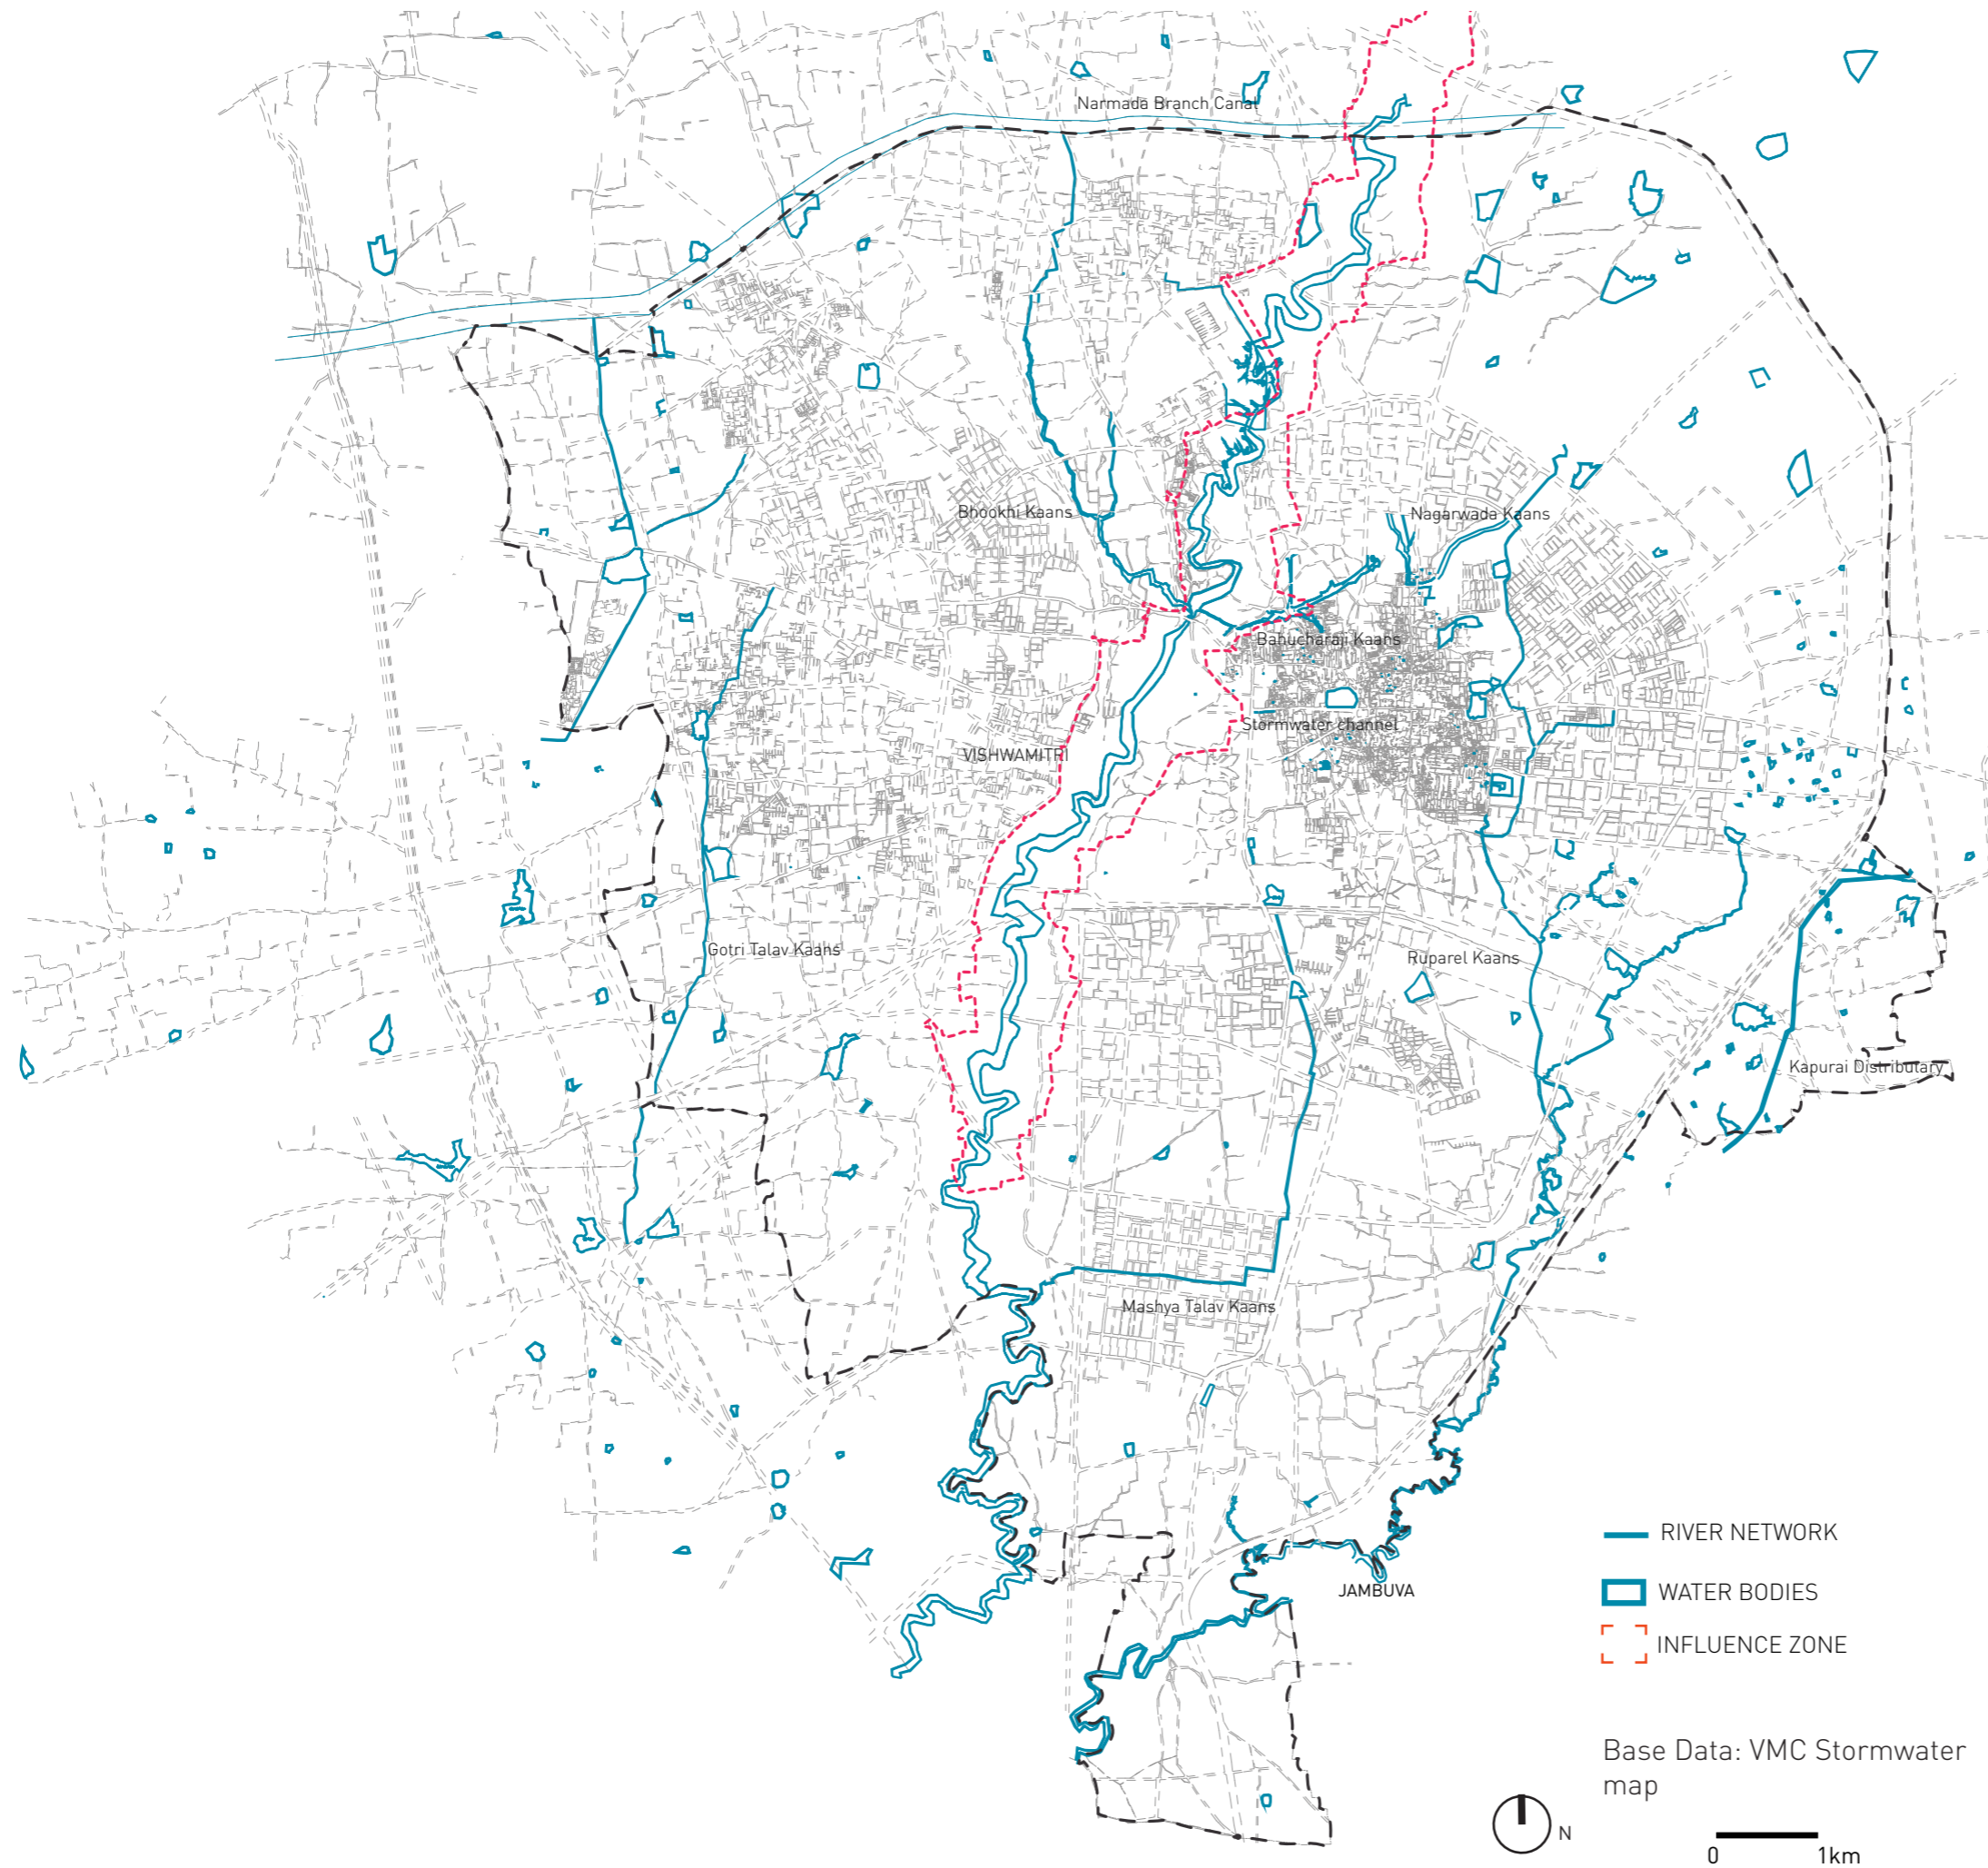 Narmada Branch Canal
Bhookhi Kaans
Nagarwada Kaans
Bahucharaji Kaans
Stormwater channel
VISHWAMITRI
Gotri Talav Kaans
Ruparel Kaans
Kapurai Distributary
Mashya Talav Kaans
JAMBUVA
RIVER NETWORK
WATER BODIES
INFLUENCE ZONE
Base Data: VMC Stormwater
map
N
0 1km